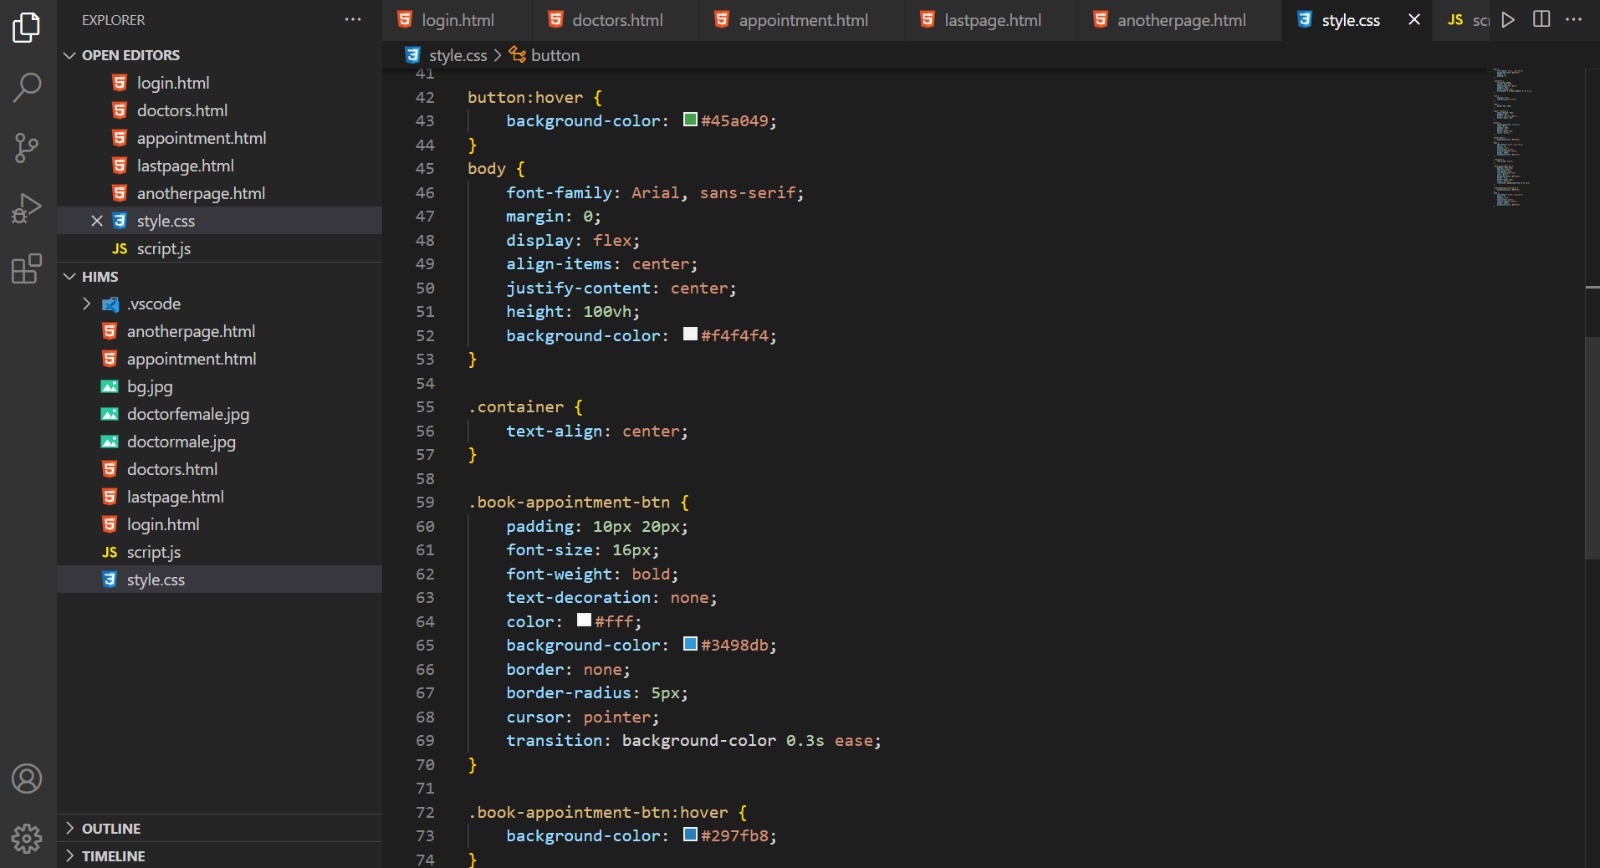 EXPLORER
OPEN EDITORS
login.html
doctors.html
appointment.html
lastpage.html
anotherpage.html
style.css
JS script.js
HIMS
.vscode
anotherpage.html
appointment.html
bg.jpg
doctorfemale.jpg
doctormale.jpg
doctors.html
lastpage.html
login.html
JS script.js
style.css
OUTLINE
TIMELINE
login.html doctors.html appointment.html lastpage.html anotherpage.html style.css JS sc
style.css > button
41
42 button:hover {
43 background-color: #45a049;
44 }
45 body {
46 font-family: Arial, sans-serif;
47 margin: 0;
48 display: flex;
49 align-items: center;
50 justify-content: center;
51 height: 100vh;
52 background-color: #f4f4f4;
53 }
54
55 .container {
56 text-align: center;
57 }
58
59 .book-appointment-btn {
60 padding: 10px 20px;
61 font-size: 16px;
62 font-weight: bold;
63 text-decoration: none;
64 color: #fff;
65 background-color: #3498db;
66 border: none;
67 border-radius: 5px;
68 cursor: pointer;
69 transition: background-color 0.3s ease;
70 }
71
72 .book-appointment-btn:hover {
73 background-color: #297fb8;
74 }